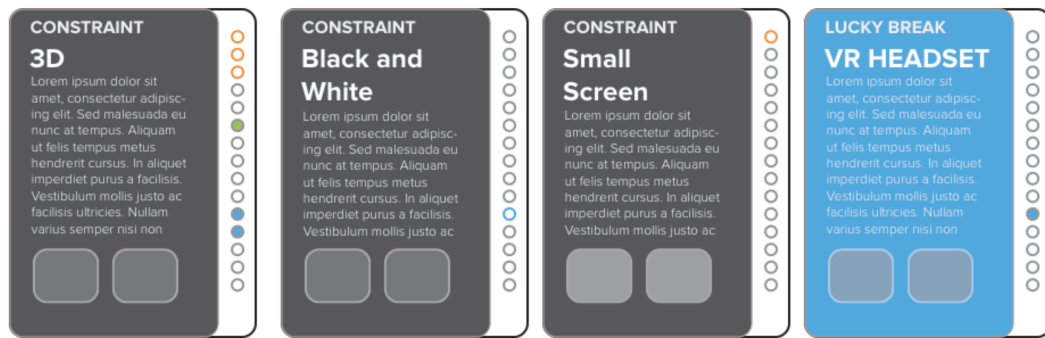 CONSTRAINT
3D
Lorem ipsum dolor sit
amet, consectetur adipisc-
ing elit. Sed malesuada eu
nunc at tempus. Aliquam
ut felis tempus metus
hendrerit cursus. In aliquet
imperdiet purus a facilisis.
Vestibulum mollis justo ac
facilisis ultricies. Nullam
varius semper nisi non
CONSTRAINT
Black and
White
Lorem ipsum dolor sit
amet, consectetur adipisc-
ing elit. Sed malesuada eu
nunc at tempus. Aliquam
ut felis tempus metus
hendrerit cursus. In aliquet
imperdiet purus a facilisis.
Vestibulum mollis justo ac
CONSTRAINT
Small
Screen
Lorem ipsum dolor sit
amet, consectetur adipisc-
ing elit. Sed malesuada eu
nunc at tempus. Aliquam
ut felis tempus metus
hendrerit cursus. In aliquet
imperdiet purus a facilisis.
Vestibulum mollis justo ac
LUCKY BREAK
VR HEADSET
Lorem ipsum dolor sit
amet, consectetur adipisc-
ing elit. Sed malesuada eu
nunc at tempus. Aliquam
ut felis tempus metus
hendrerit cursus. In aliquet
imperdiet purus a facilisis.
Vestibulum mollis justo ac
facilisis ultricies. Nullam
varius semper nisi non